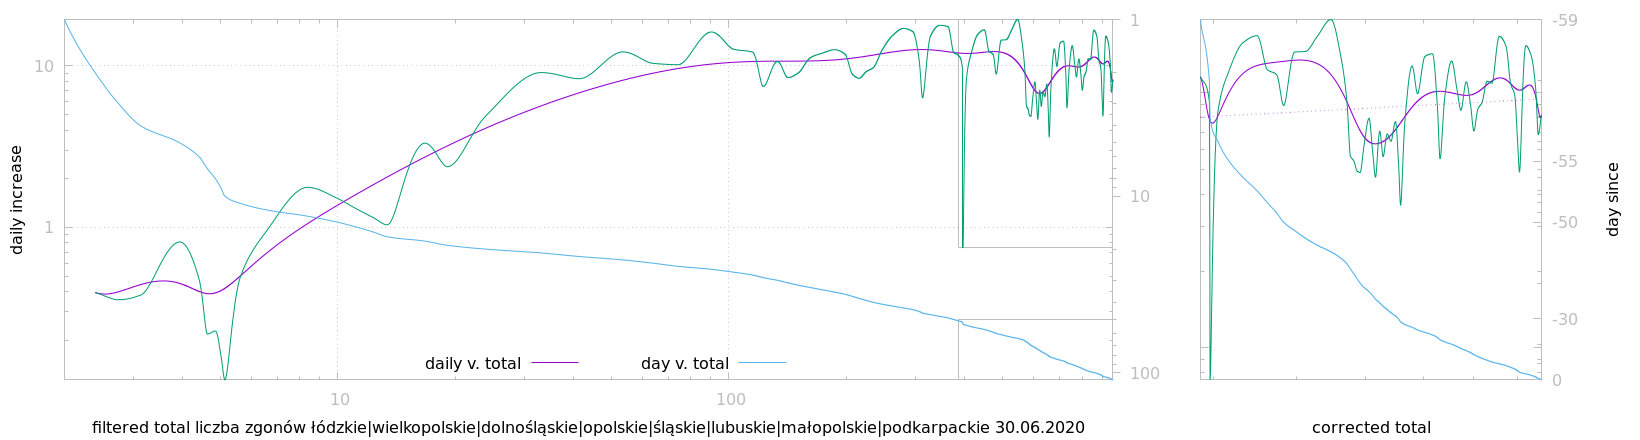 1
-59
10
daily increase
-55
day since
10
-50
1
-30
daily v. total
day v. total
100
0
10
100
filtered total liczba zgonów łódzkie|wielkopolskie|dolnośląskie|opolskie|śląskie|lubuskie|małopolskie|podkarpackie 30.06.2020
corrected total